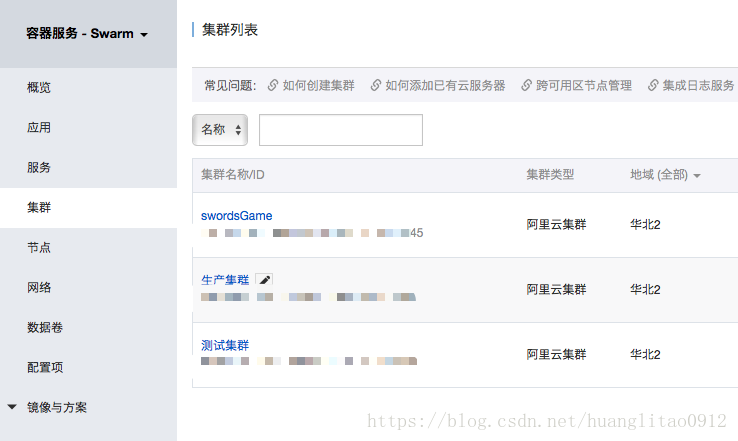 容器服务 - Swarm
概览
应用
服务
集群
节点
网络
数据卷
配置项
镜像与方案
集群列表
常见问题： 如何创建集群 如何添加已有云服务器 跨可用区节点管理 集成日志服务
名称
集群名称/ID 集群类型 地域 (全部)
swordsGame 阿里云集群 华北2
45
生产集群 阿里云集群 华北2
测试集群 阿里云集群 华北2
https://blog.csdn.net/huanglitao0912